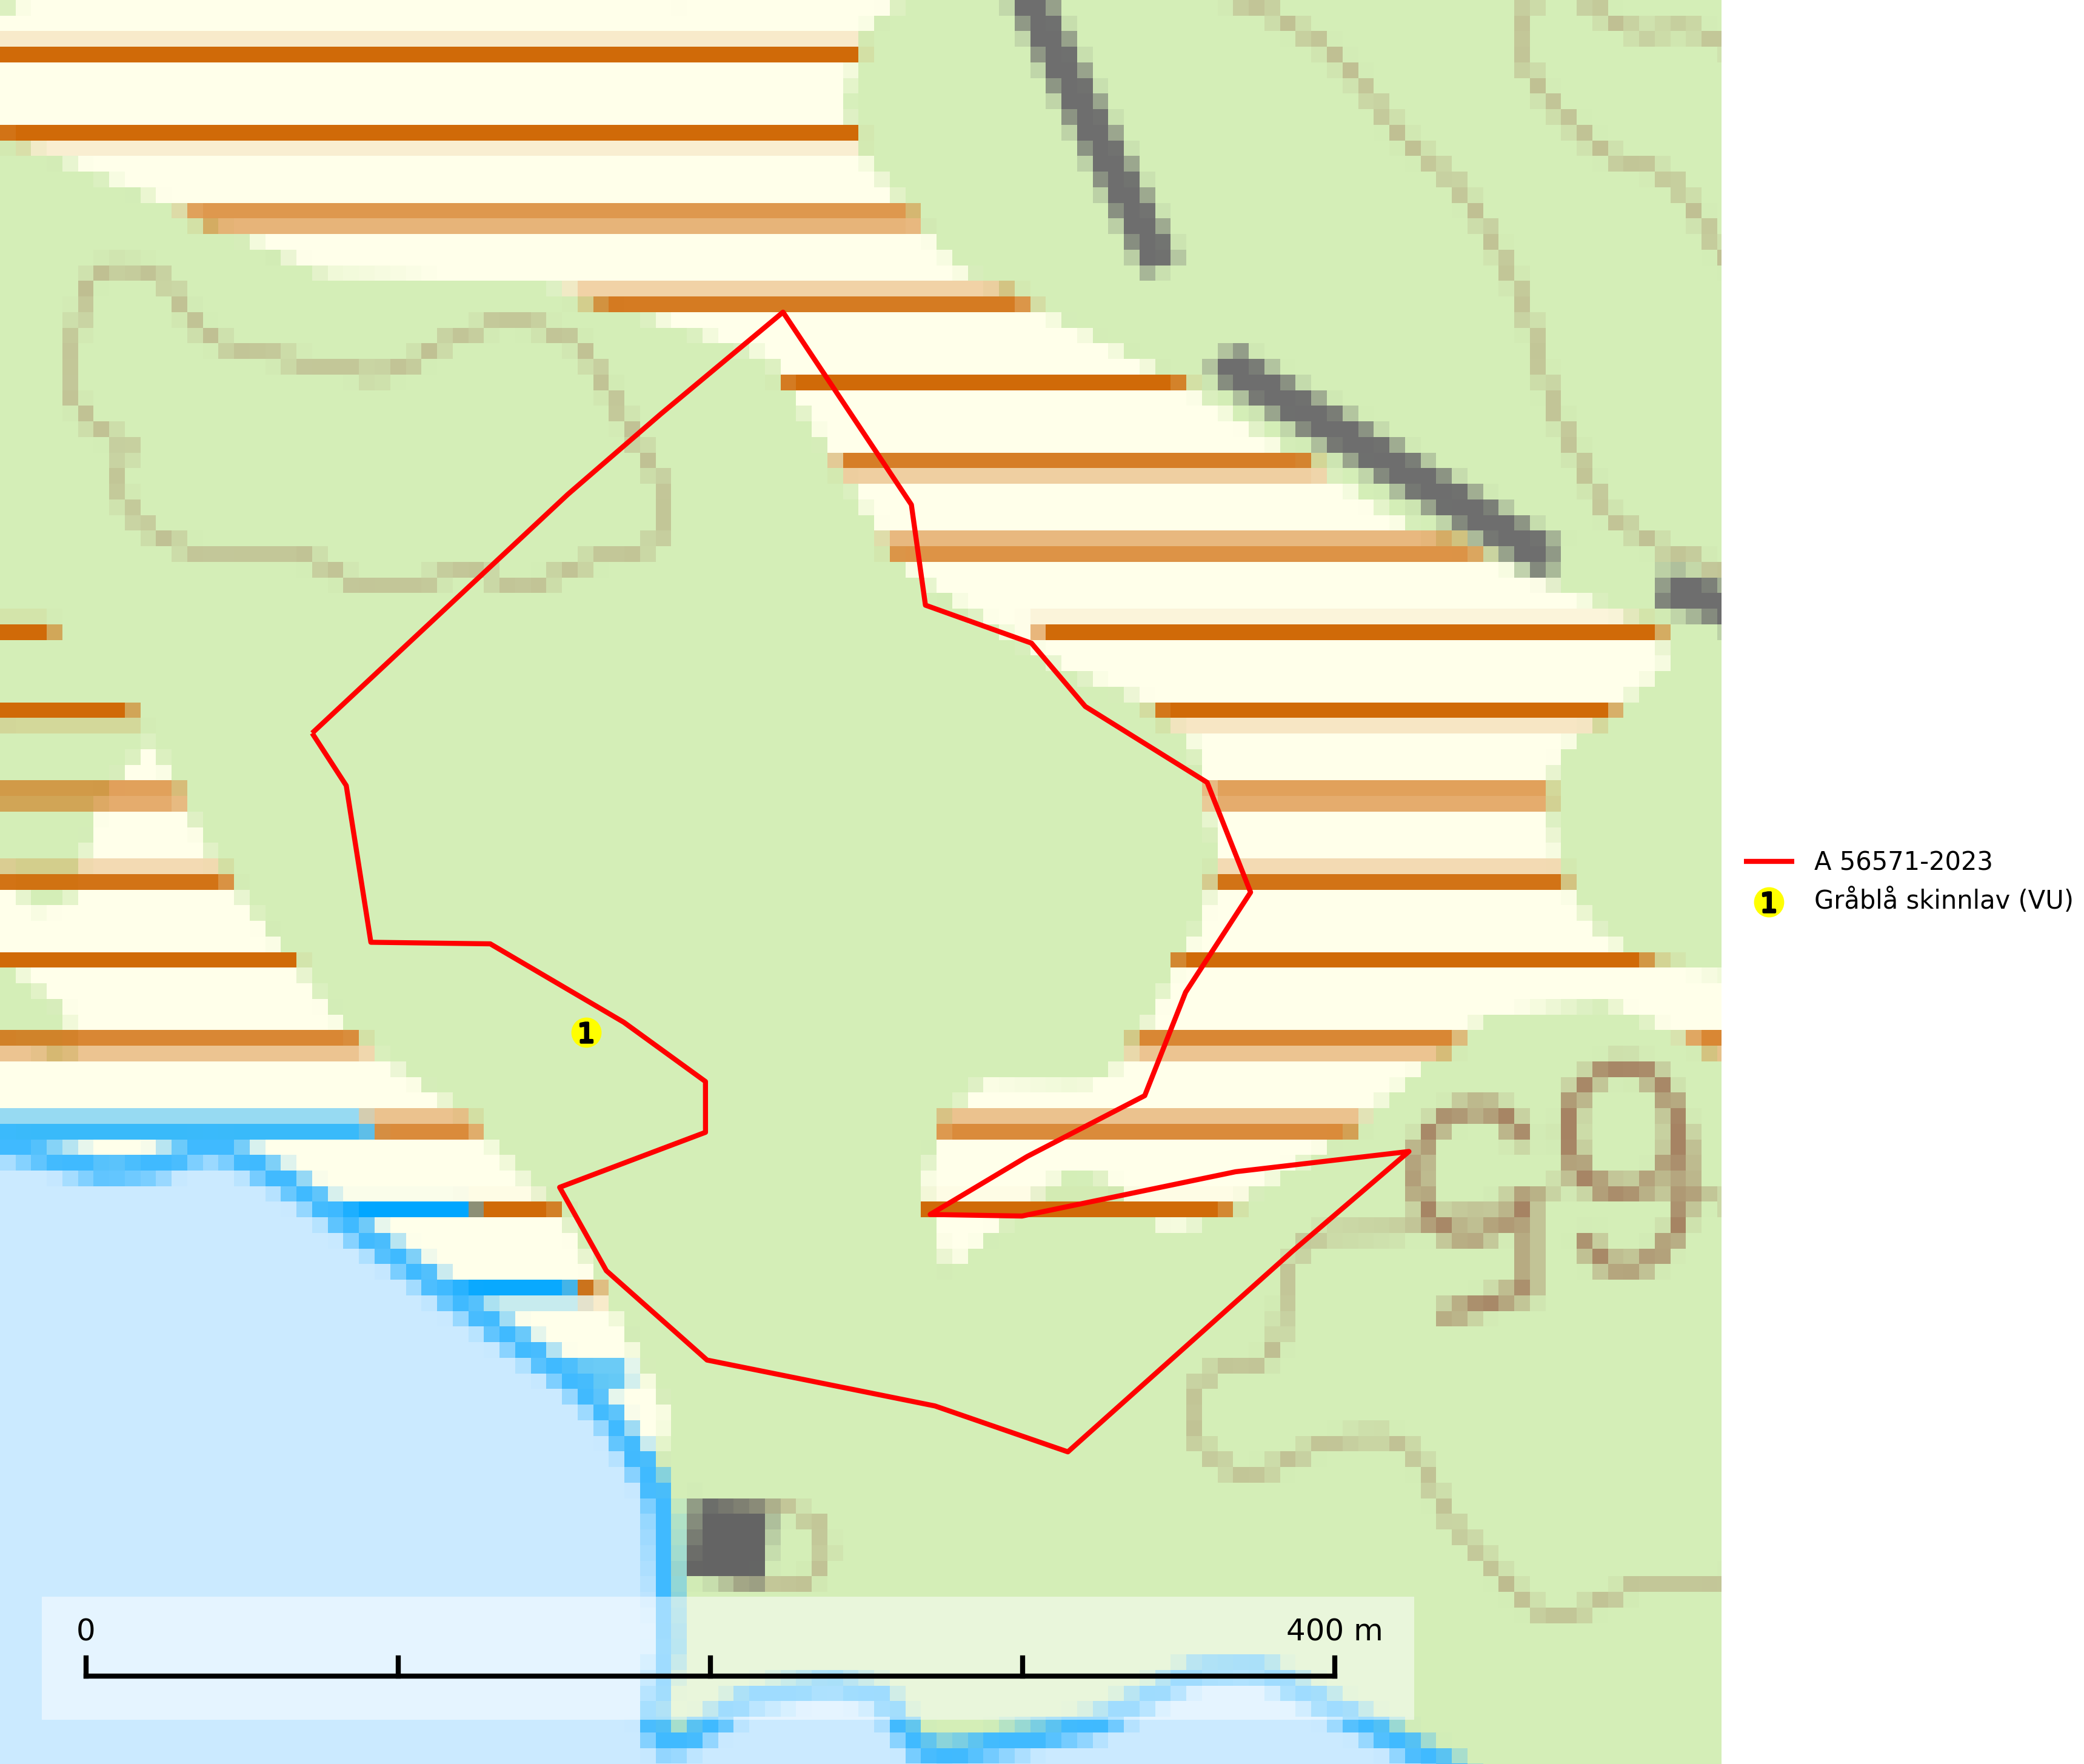 99
A 56571-2023
1 Gråblå skinnlav (VU)
1
0 400 m